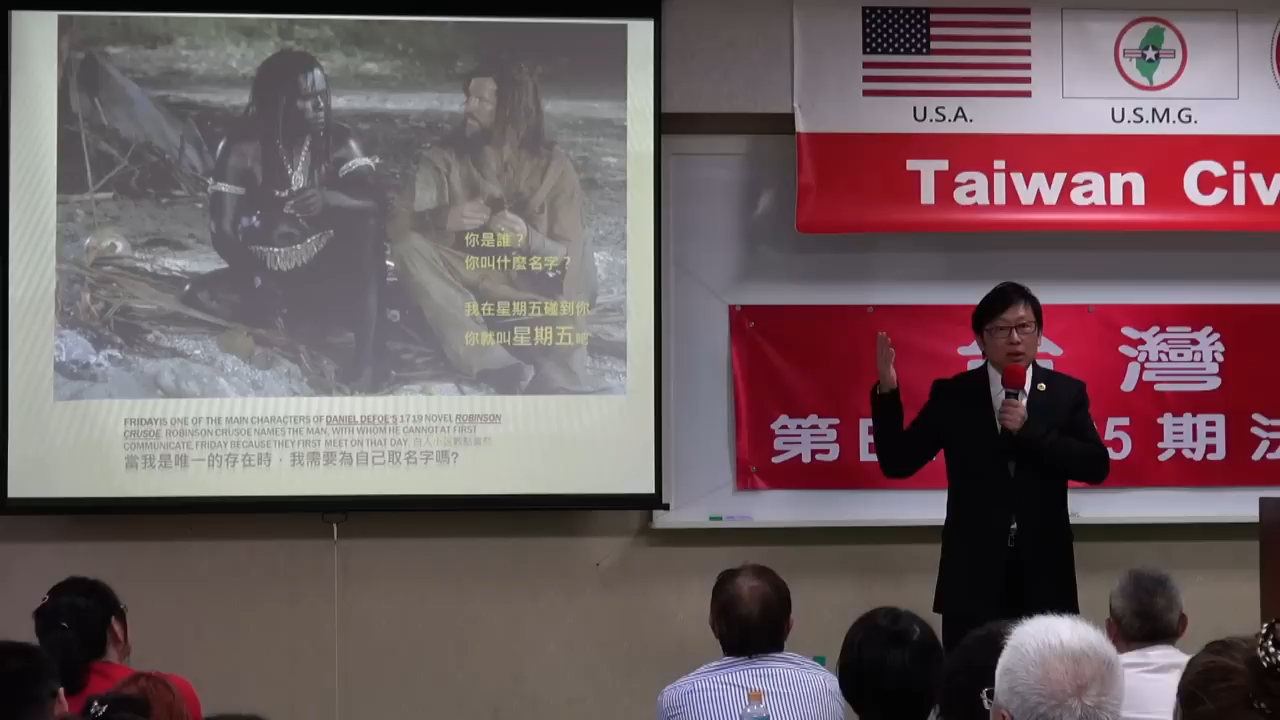 你是誰？
你叫什麼名字？
我在星期五碰到你
你就叫星期五吧
FRIDAY IS ONE OF THE MAIN CHARACTERS OF DANIEL DEFOE'S 1719 NOVEL ROBINSON
CRUSOE. ROBINSON CRUSOE NAMES THE MAN, WITH WHOM HE CANNOT AT FIRST
COMMUNICATE, FRIDAY BECAUSE THEY FIRST MEET ON THAT DAY.
當我是唯一的存在時，我需要為自己取名字嗎?
U.S.A.
U.S.M.G.
Taiwan Civ
台灣
第 5期法